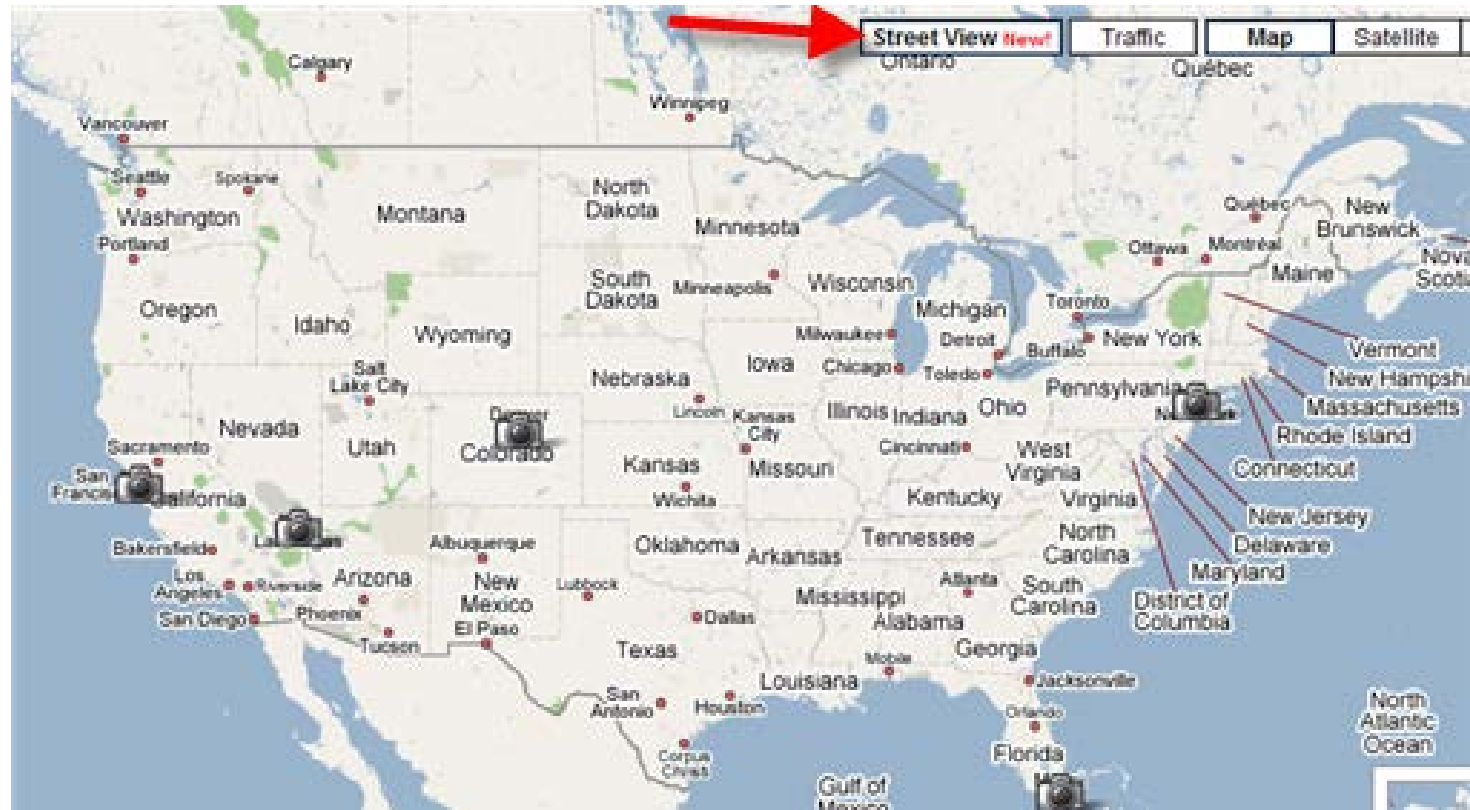 Street View New!
Traffic
Map
Satellite
Ontario
Québec
Calgary
Winnipeg
Vancouver
Seattle
Spokane
Washington
Portland
Montana
North
Dakota
Minnesota
Québec
New
Brunswick
Ottawa
Montréal
Maine
Oregon
Idaho
Wyoming
South
Dakota
Minneapolis
Wisconsin
Michigan
Toronto
Milwaukee
Detroit
Buffalo
New York
Vermont
Iowa
Chicago
Toledo
Salt
Lake City
Nebraska
Pennsylvania
Massachusetts
Lincoln
Kansas
City
Illinois
Indiana
Ohio
Rhode Island
Nevada
Utah
Colorado
Sacramento
Cincinnati
West
Virginia
Connecticut
San
Kansas
Missouri
Wichita
Kentucky
Virginia
New Jersey
Bakersfield
Albuquerque
Oklahoma
Arkansas
Tennessee
North
Carolina
Delaware
Maryland
Los
Angeles
Riverside
Arizona
New
Mexico
Lubbock
Mississippi
Atlanta
South
Carolina
District of
Columbia
San Diego
Phoenix
Tucson
El Paso
Dallas
Alabama
Texas
Georgia
Mobile
Louisiana
Jacksonville
San
Antonio
Houston
Orlando
North
Atlantic
Ocean
Corpus
Florida
Gulf of